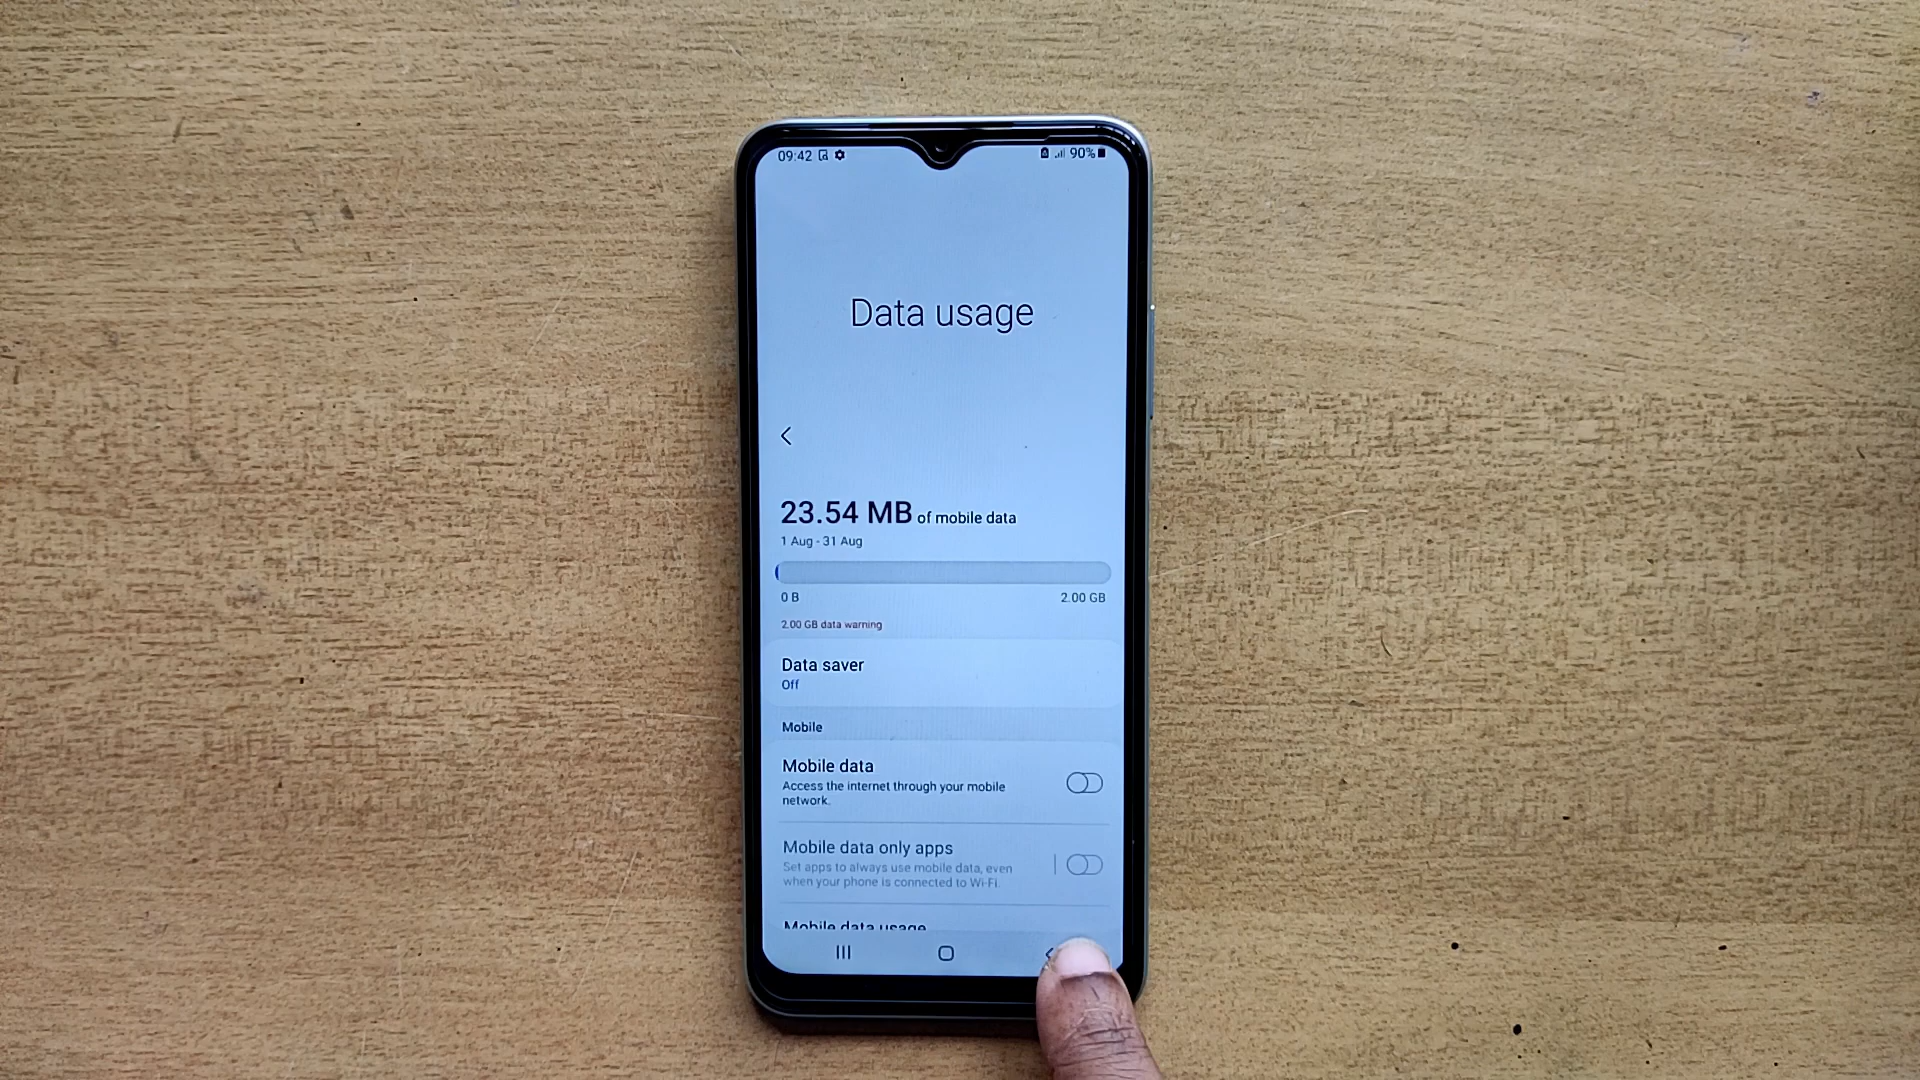 09:42 90%
Data usage
23.54 MB of mobile data
1 Aug - 31 Aug
0 B 2.00 GB
2.00 GB data warning
Data saver
Off
Mobile
Mobile data
Access the internet through your mobile
network.
Mobile data only apps
Set apps to always use mobile data, even
when your phone is connected to Wi-Fi.
Mobile data usage